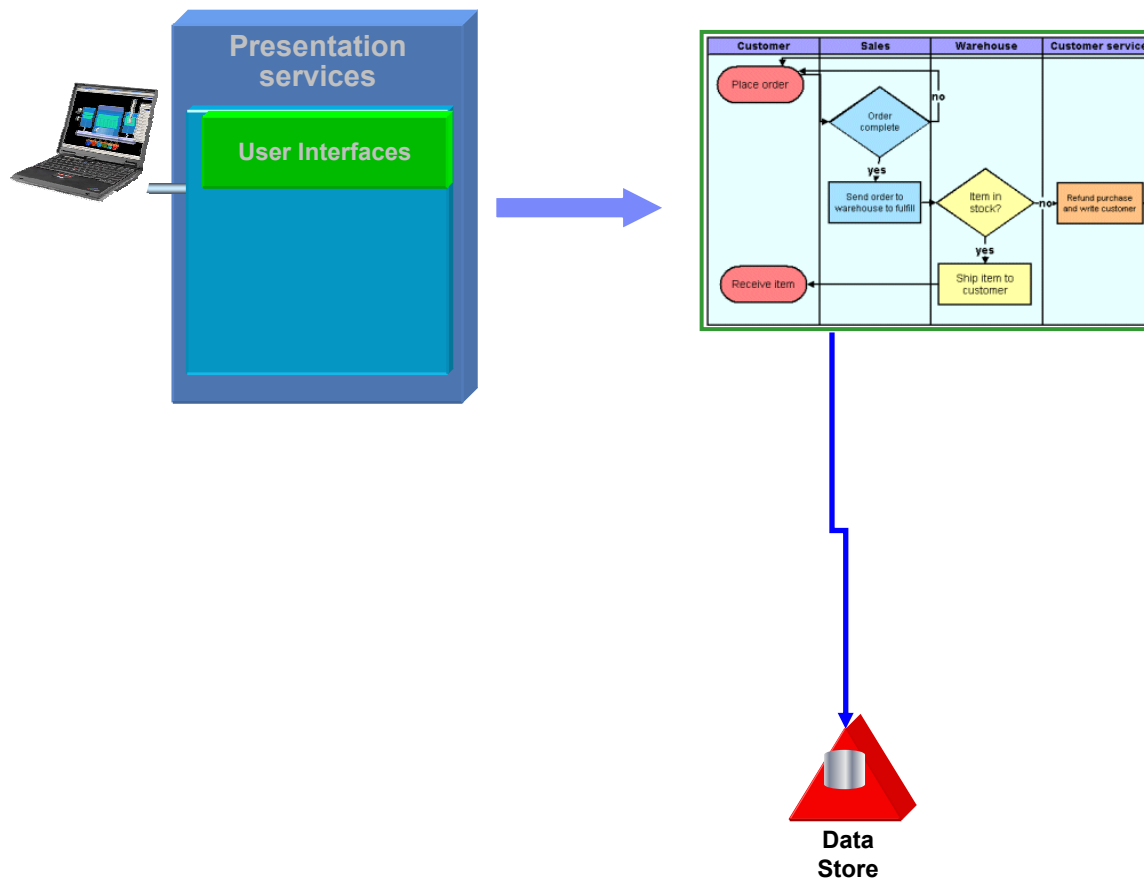 Presentation
services
User Interfaces
Customer
Sales
Warehouse
Customer service
Place order
no
Order
complete
yes
Send order to
warehouse to fulfill
Item in
stock?
no
Refund purchase
and write customer
yes
Receive item
Ship item to
customer
Data
Store